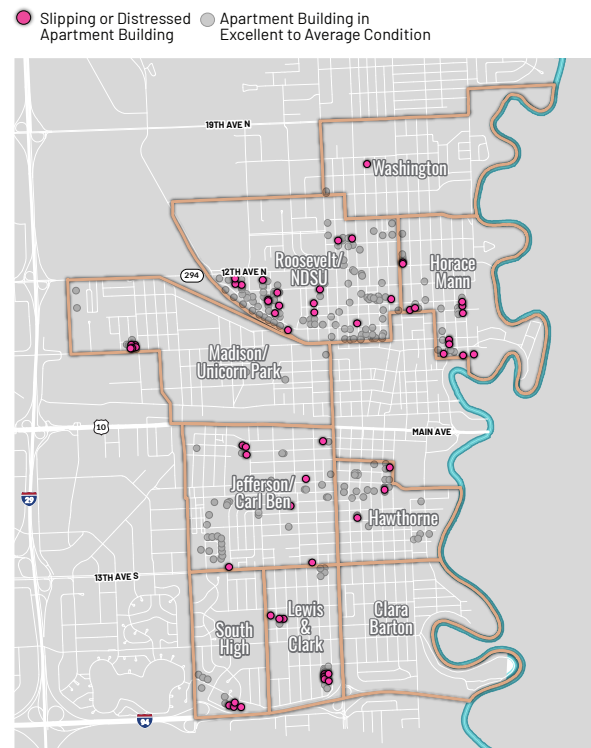 Slipping or Distressed
Apartment Building
Apartment Building in
Excellent to Average Condition
19TH AVE N
Washington
294
12TH AVE N
Roosevelt/
NDSU
Horace
Mann
Madison/
Unicorn Park
10
MAIN AVE
Jefferson/
Carl Ben
29
Hawthorne
13TH AVE S
South
High
Lewis
&
Clark
Clara
Barton
94